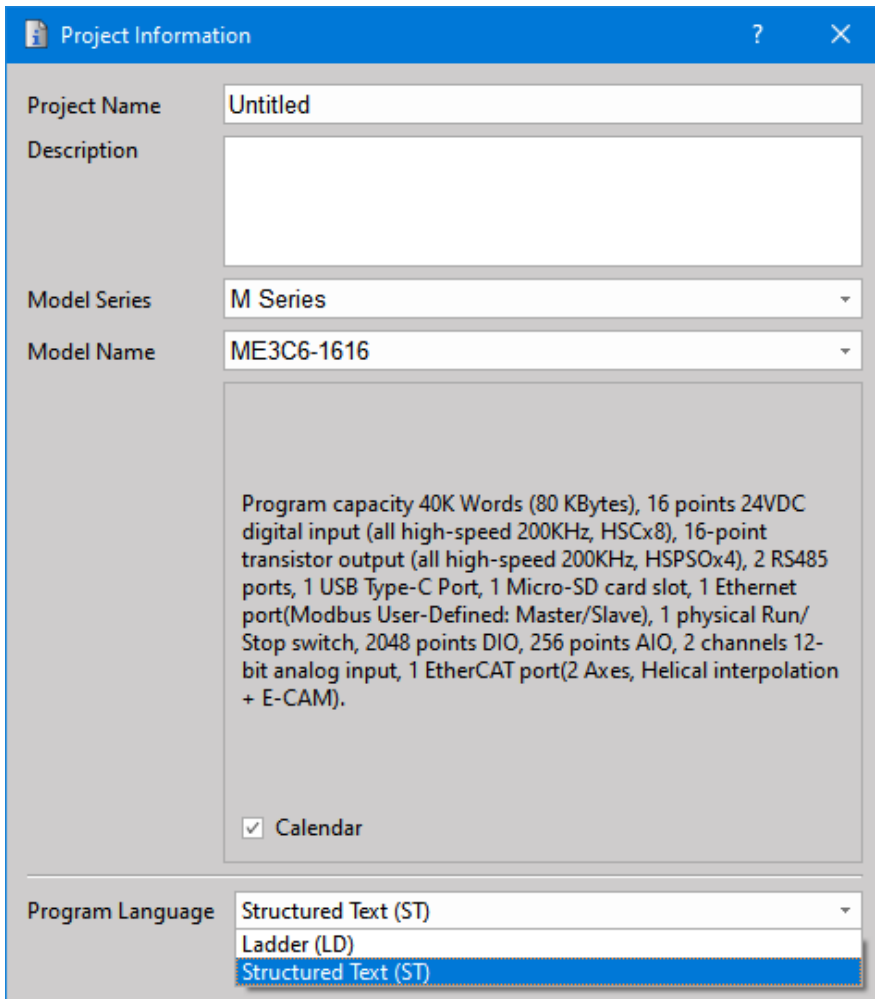 Project Information
?
Project Name
Untitled
Description
Model Series
M Series
Model Name
ME3C6-1616
Program capacity 40K Words (80 KBytes), 16 points 24VDC
digital input (all high-speed 200KHz, HSCx8), 16-point
transistor output (all high-speed 200KHz, HSPSOx4), 2 RS485
ports, 1 USB Type-C Port, 1 Micro-SD card slot, 1 Ethernet
port(Modbus User-Defined: Master/Slave), 1 physical Run/
Stop switch, 2048 points DIO, 256 points AIO, 2 channels 12-
bit analog input, 1 EtherCAT port(2 Axes, Helical interpolation
+ E-CAM).
Calendar
Program Language
Structured Text (ST)
Ladder (LD)
Structured Text (ST)